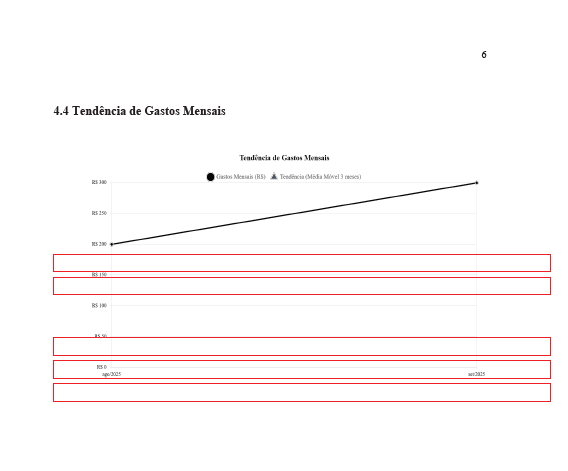 6
4.4 Tendência de Gastos Mensais
Tendência de Gastos Mensais
Gastos Mensais (R$) Tendência (Média Móvel 3 meses)
R$ 300
R$ 250
R$ 200
R$ 150
R$ 100
R$ 50
R$ 0
ago/2025 set/2025